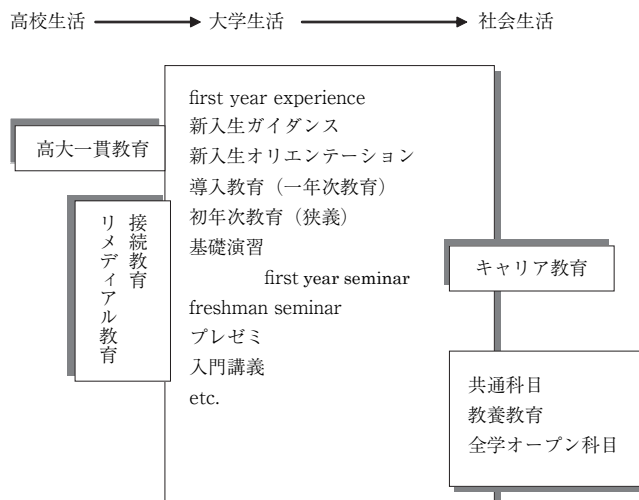 高校生活 大学生活 社会生活
first year experience
新入生ガイダンス
高大一貫教育
新入生オリエンテーション
導入教育（一年次教育）
初年次教育（狭義）
基礎演習
first year seminar
freshman seminar
プレゼミ
入門講義
etc.
接続教育
リメディアル教育
キャリア教育
共通科目
教養教育
全学オープン科目